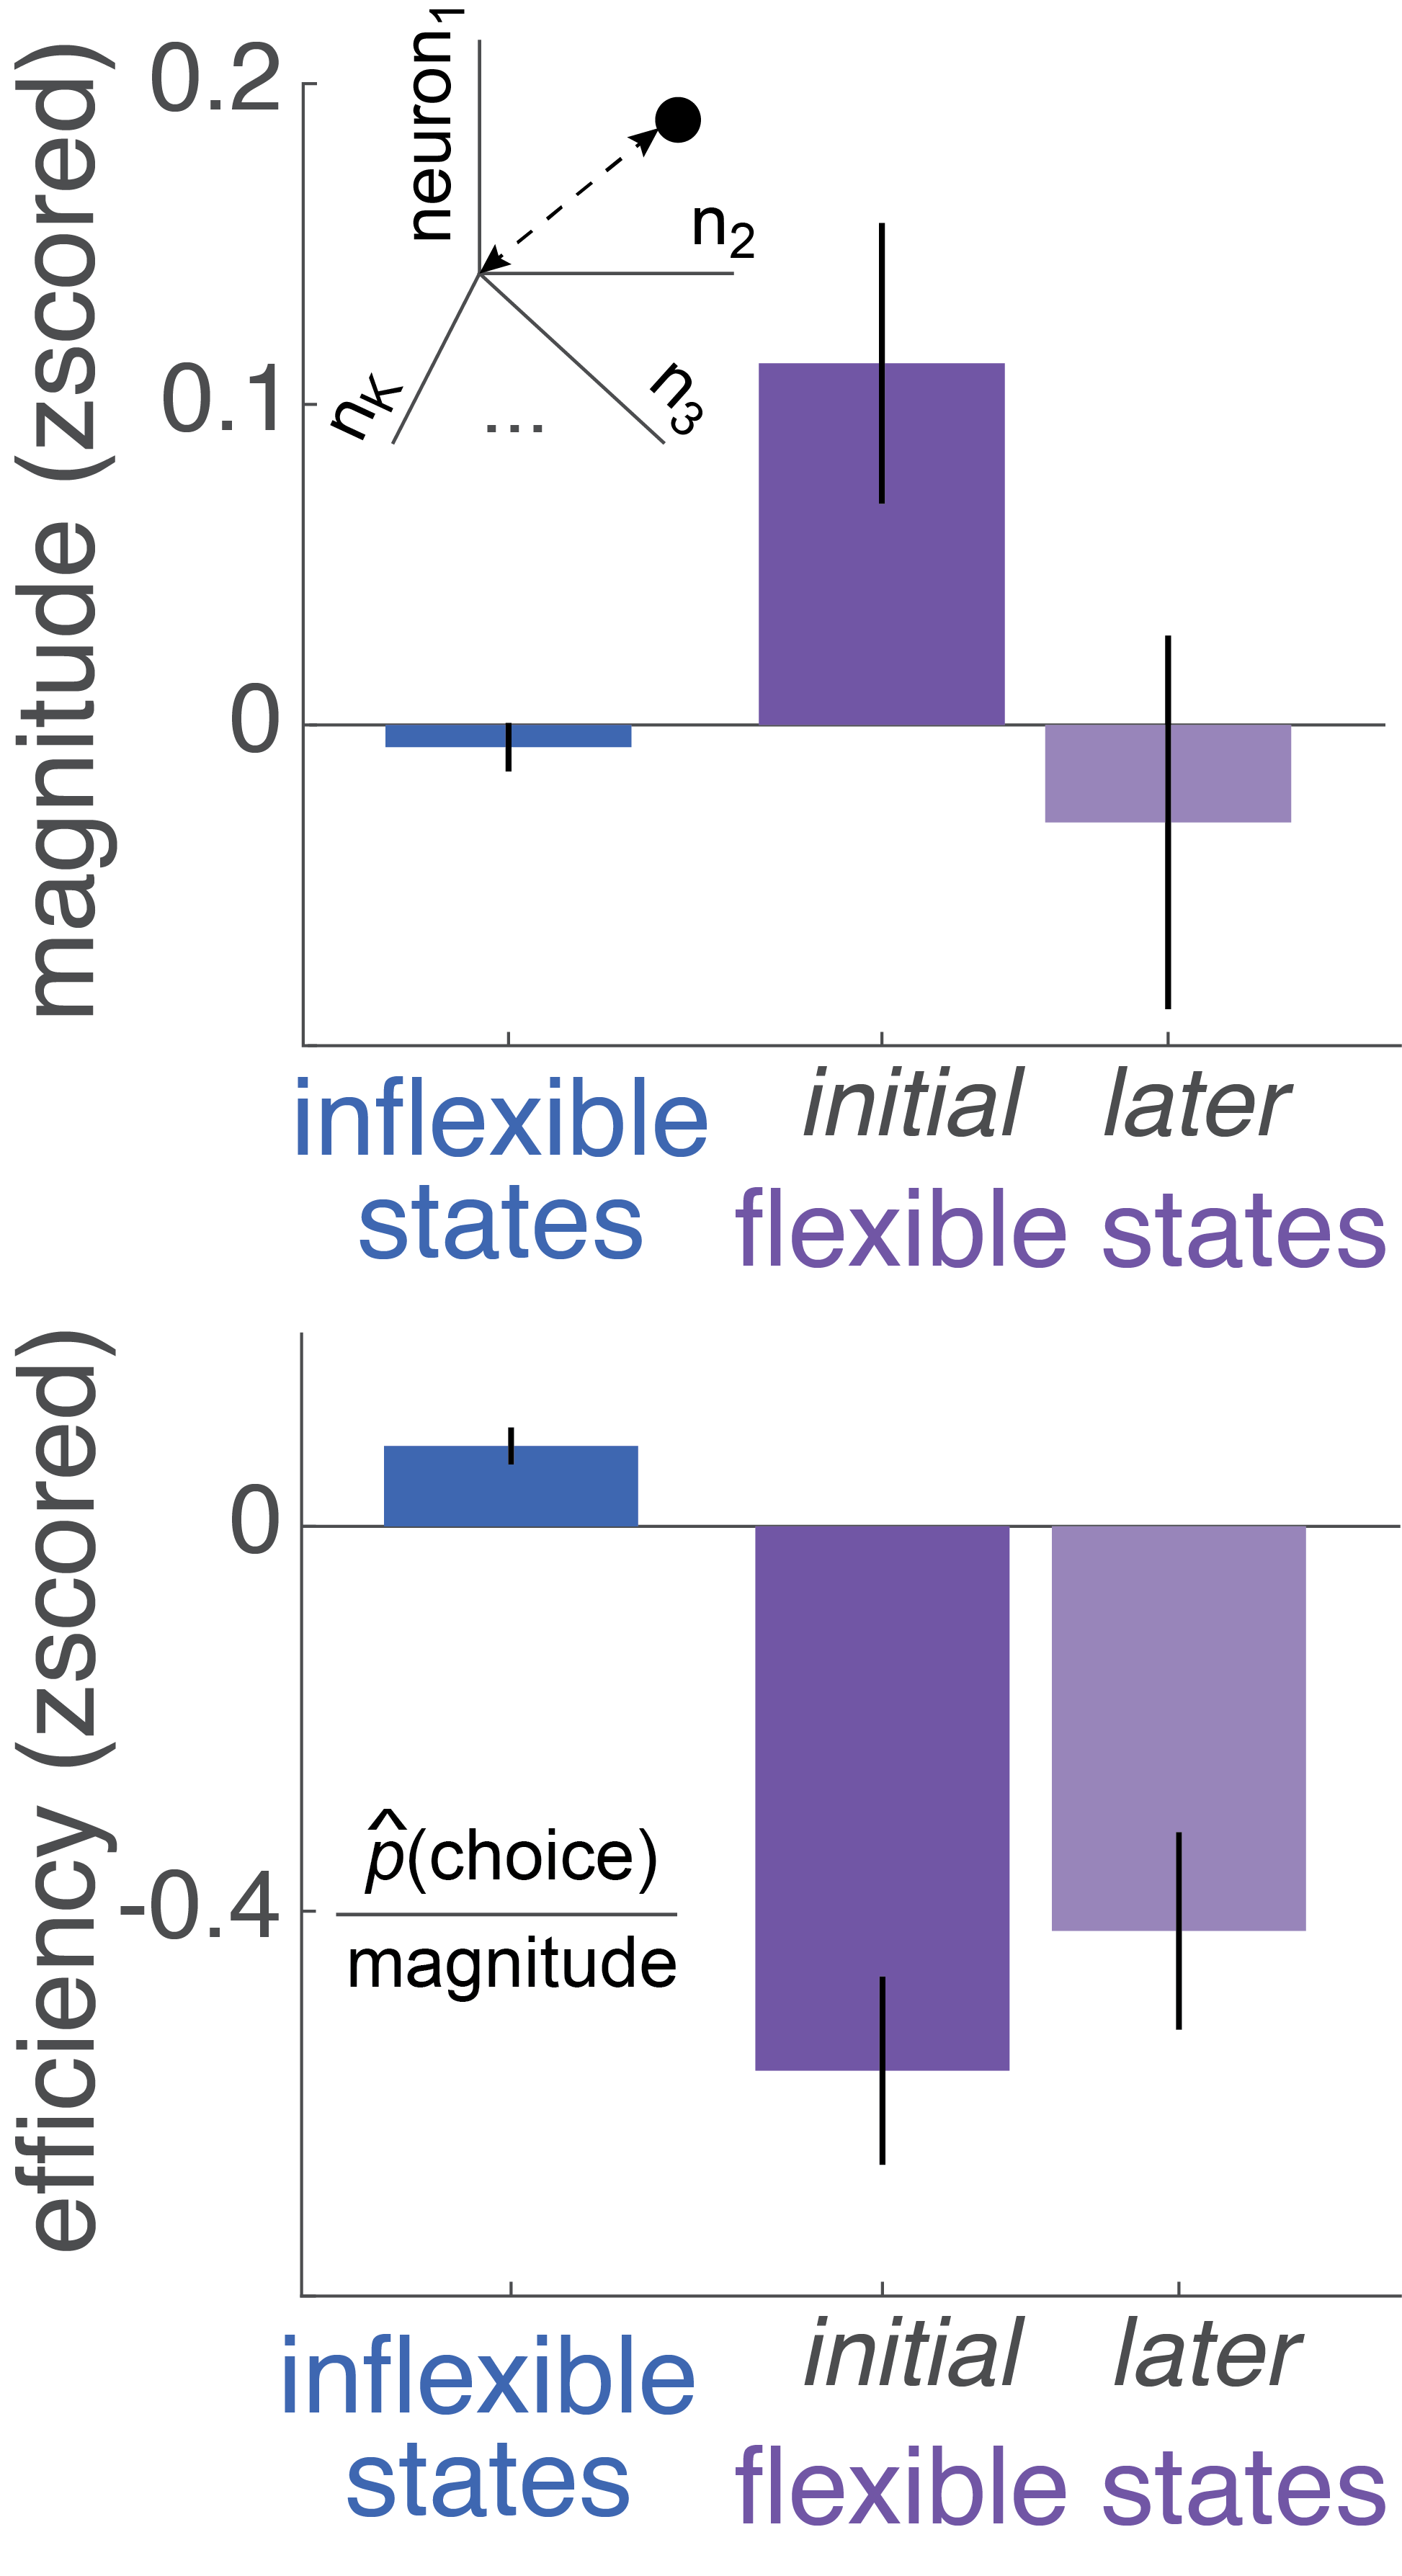 magnitude (zscored)
0.2
0.1
0
neuron₁
n₂
n₃
...
nₖ
inflexible
states
initial later
flexible states
efficiency (zscored)
0
-0.4
p̂(choice)
magnitude
inflexible
states
initial later
flexible states